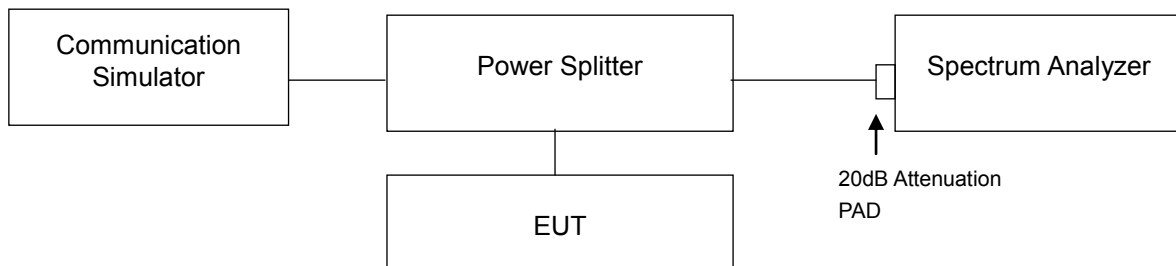 Communication
Simulator
Power Splitter
Spectrum Analyzer
20dB Attenuation
PAD
EUT